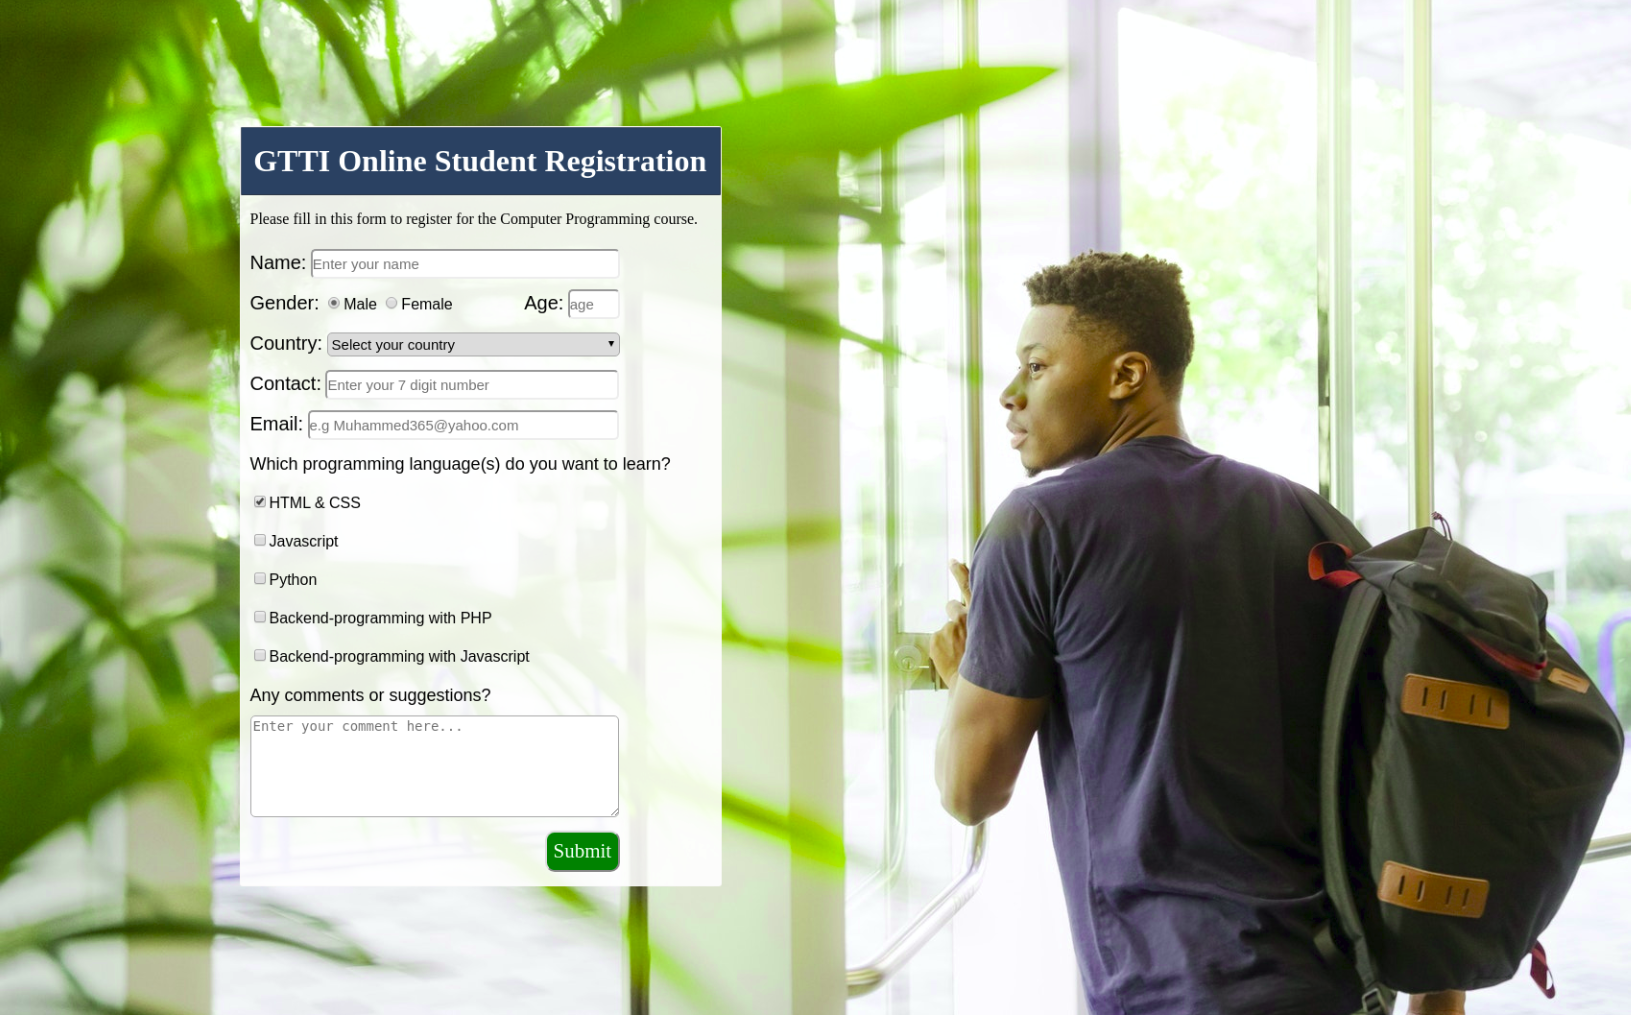 GTTI Online Student Registration
Please fill in this form to register for the Computer Programming course.
Name: Enter your name
Gender: Male Female Age: age
Country: Select your country
Contact: Enter your 7 digit number
Email: e.g Muhammed365@yahoo.com
Which programming language(s) do you want to learn?
HTML & CSS
Javascript
Python
Backend-programming with PHP
Backend-programming with Javascript
Any comments or suggestions?
Enter your comment here...
Submit